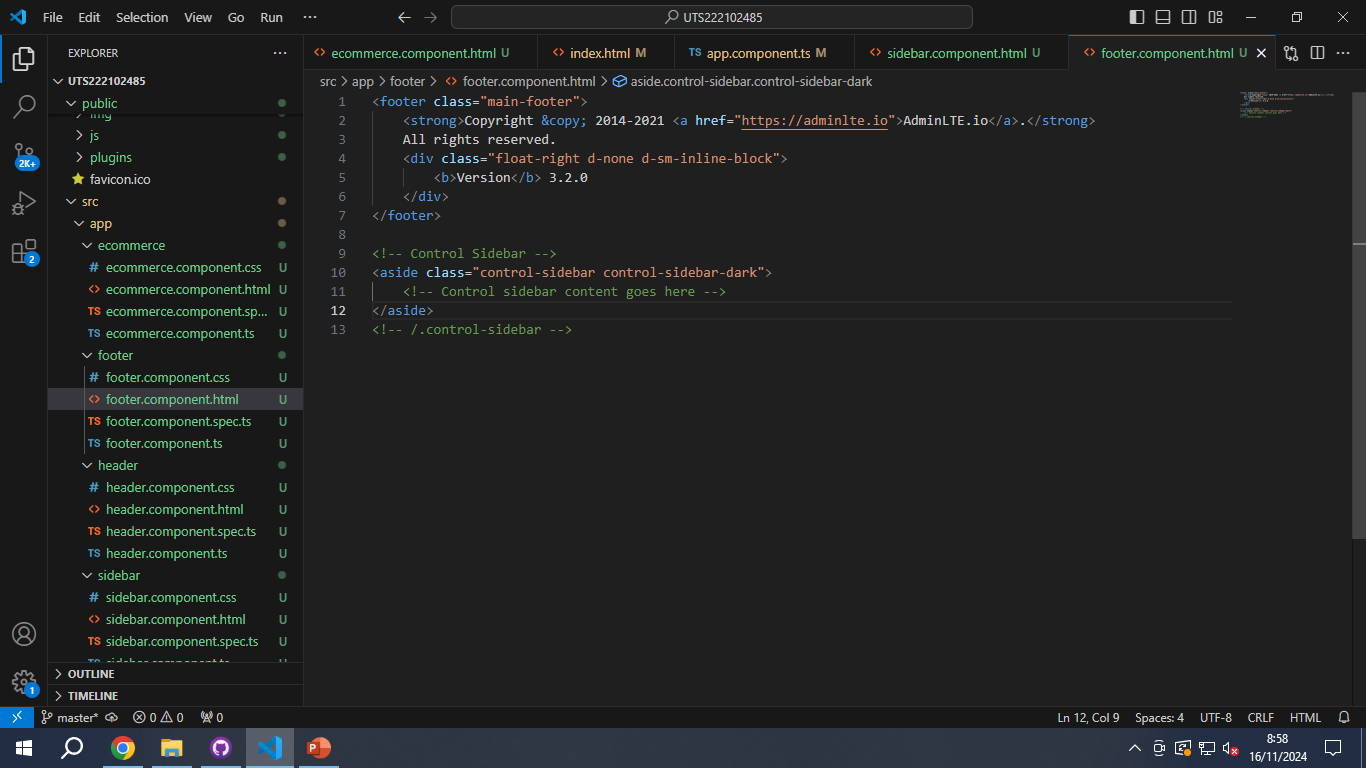 File Edit Selection View Go Run ···
UTS222102485
EXPLORER ···
UTS222102485
public
img
js
plugins
favicon.ico
src
app
ecommerce
ecommerce.component.css U
ecommerce.component.html U
ecommerce.component.sp... U
ecommerce.component.ts U
footer
footer.component.css U
footer.component.html U
footer.component.spec.ts U
footer.component.ts U
header
header.component.css U
header.component.html U
header.component.spec.ts U
header.component.ts U
sidebar
sidebar.component.css U
sidebar.component.html U
sidebar.component.spec.ts U
sidebar.component.ts U
OUTLINE
TIMELINE
2K+
2
1
ecommerce.component.html U
index.html M
TS app.component.ts M
sidebar.component.html U
footer.component.html U
src > app > footer > footer.component.html > aside.control-sidebar.control-sidebar-dark
1 <footer class="main-footer">
2 <strong>Copyright &copy; 2014-2021 <a href="https://adminlte.io">AdminLTE.io</a>.</strong>
3 All rights reserved.
4 <div class="float-right d-none d-sm-inline-block">
5 <b>Version</b> 3.2.0
6 </div>
7 </footer>
8
9 <!-- Control Sidebar -->
10 <aside class="control-sidebar control-sidebar-dark">
11 <!-- Control sidebar content goes here -->
12 </aside>
13 <!-- /.control-sidebar -->
master* 0 0 0
Ln 12, Col 9 Spaces: 4 UTF-8 CRLF HTML
8:58
16/11/2024